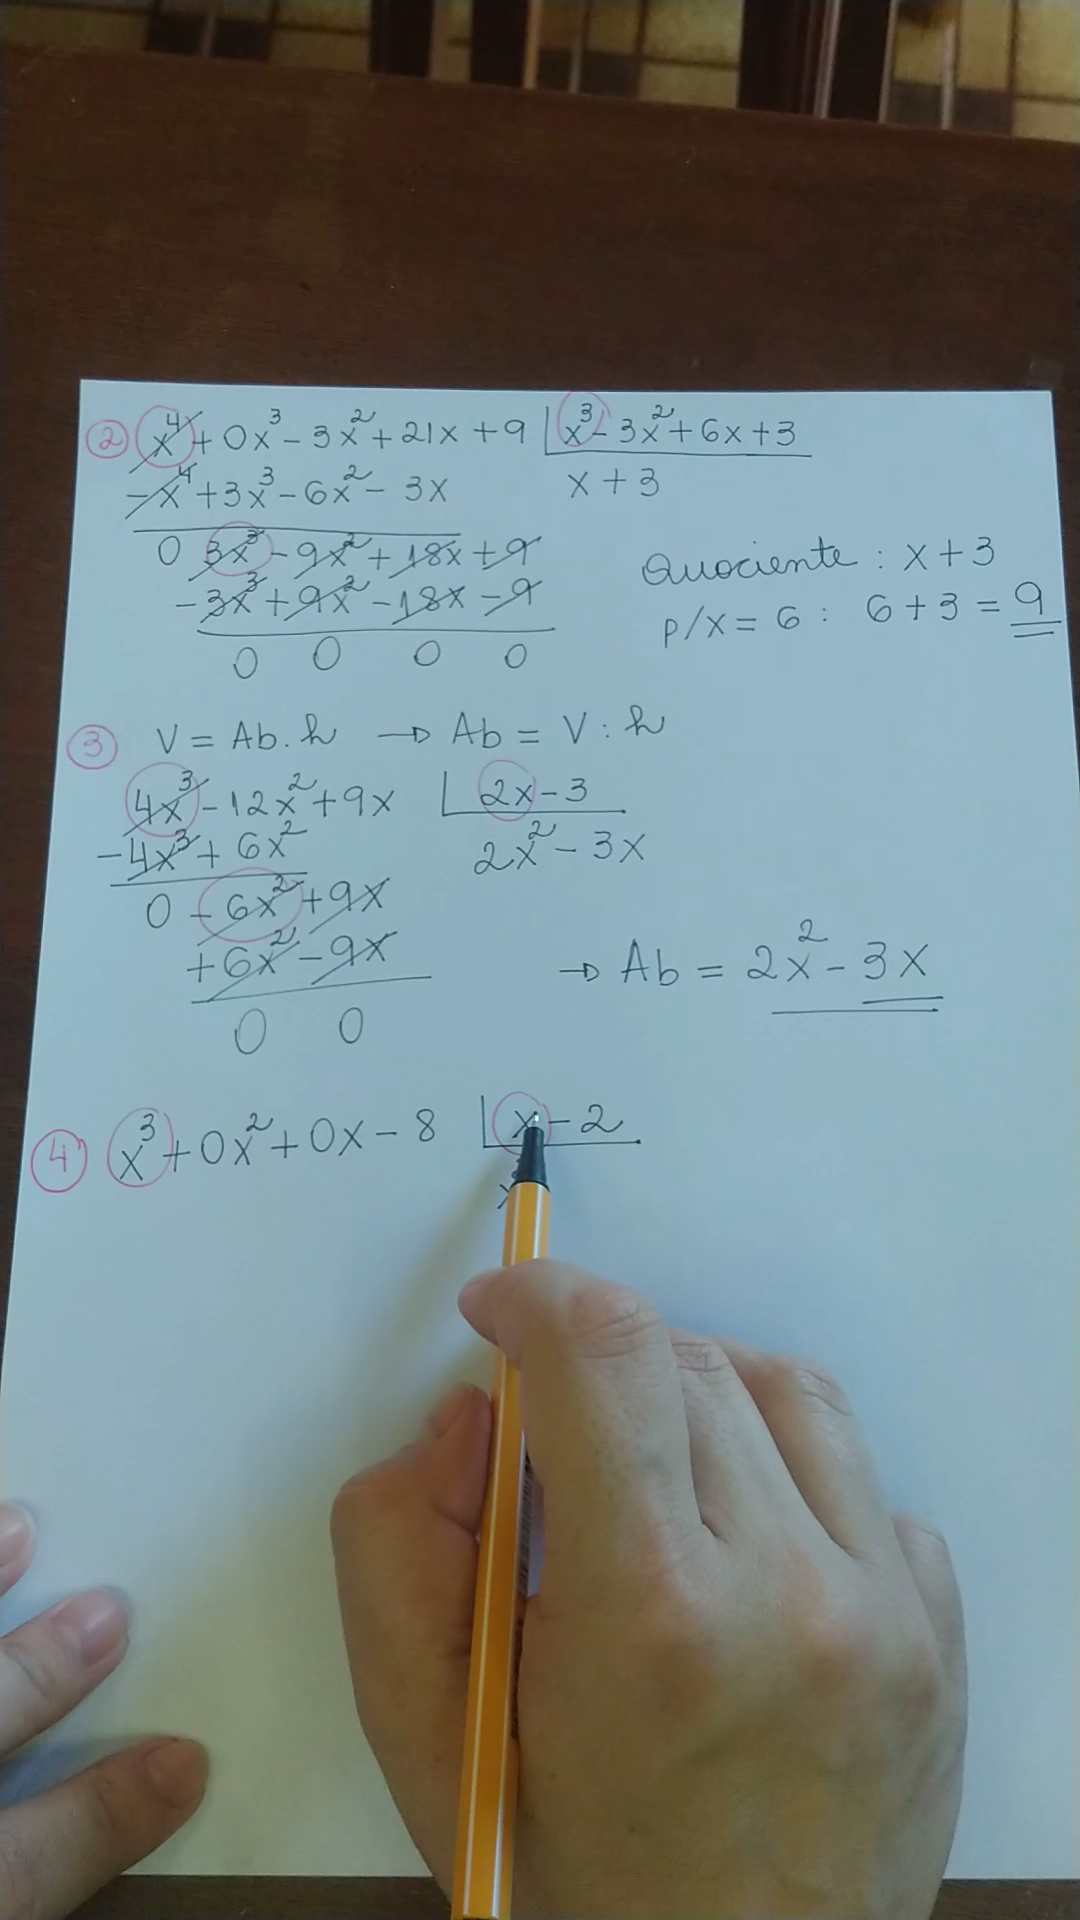 ② x⁴ + 0x³ - 3x² + 21x + 9 | x³ - 3x² + 6x + 3
- x⁴ + 3x³ - 6x² - 3x x + 3
0 3x³ - 9x² + 18x + 9
- 3x³ + 9x² - 18x - 9
0 0 0 0
Quociente : x + 3
p/x = 6 : 6 + 3 = 9
③ V = Ab . h → Ab = V : h
4x³ - 12x² + 9x | 2x - 3
- 4x³ + 6x² 2x² - 3x
0 - 6x² + 9x
+ 6x² - 9x
0 0
→ Ab = 2x² - 3x
④ x³ + 0x² + 0x - 8 | x - 2